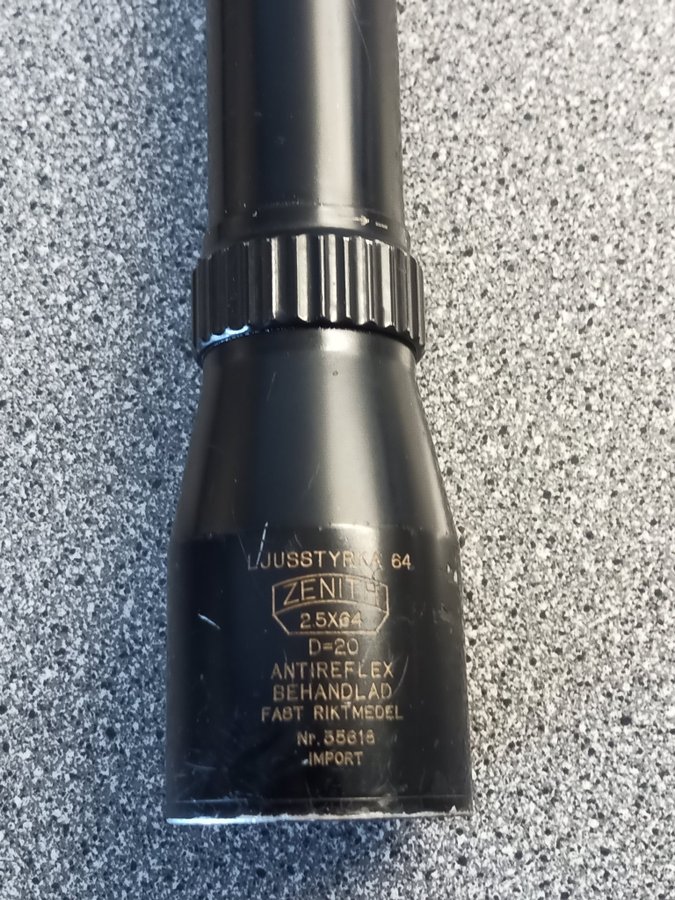 LJUSSTYRKA 64
ZENITH
2.5X64
D=20
ANTIREFLEX
BEHANDLAD
FAST RIKTMEDEL
Nr. 35618
IMPORT